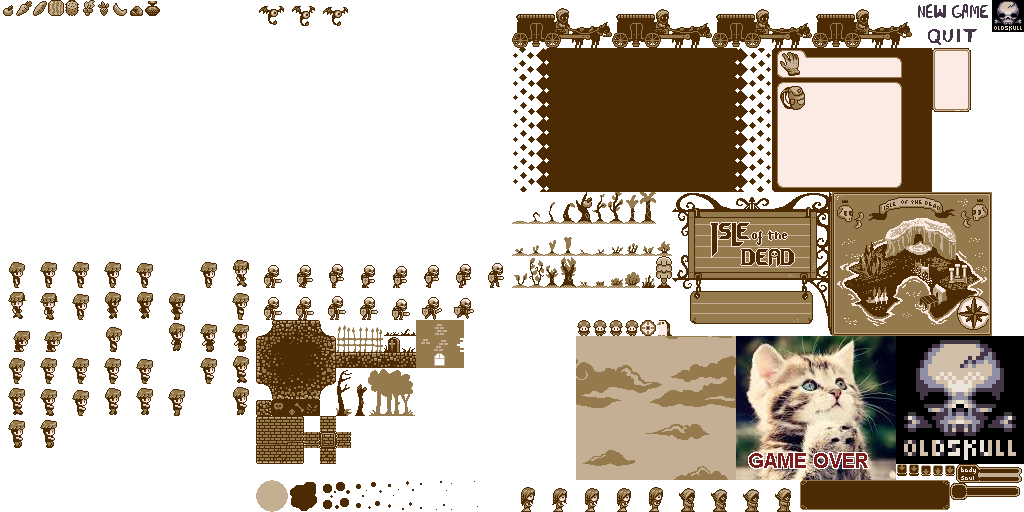 NEW GAME
QUIT
OLDSKULL
ISLE OF THE DEAD
ISLE of the
DEAD
GAME OVER
OLDSKULL
body
soul